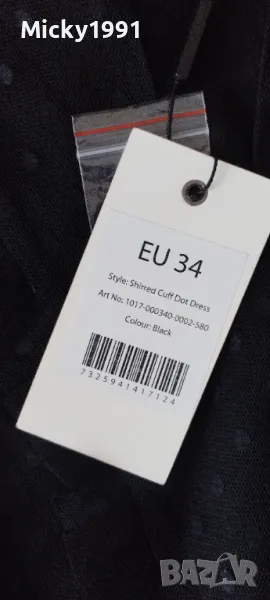 Micky1991
EU 34
Style: Shirred Cuff Dot Dress
Art No: 1017-000340-0002-580
Colour: Black
7325941417124
BAZAR